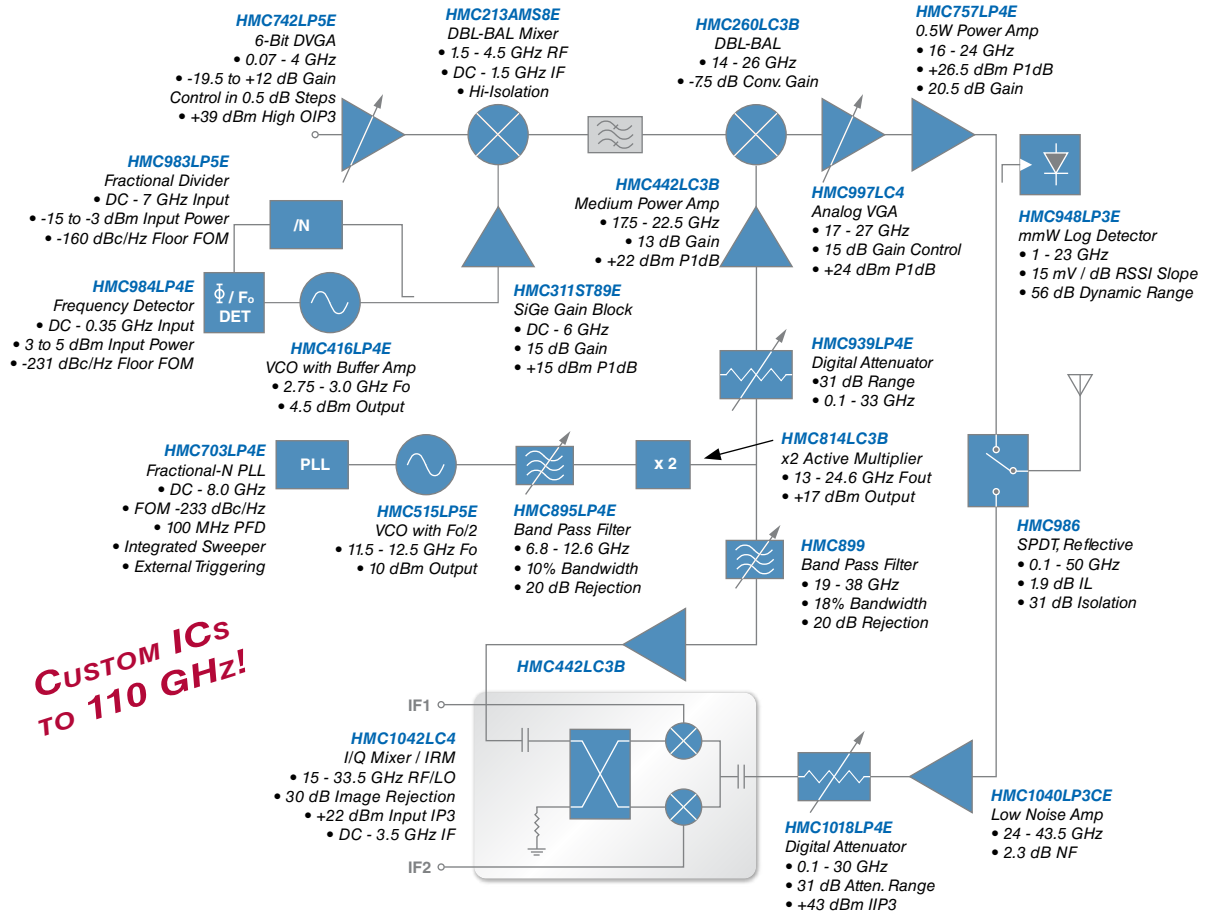 HMC742LP5E
6-Bit DVGA
• 0.07 - 4 GHz
• -19.5 to +12 dB Gain
Control in 0.5 dB Steps
• +39 dBm High OIP3
HMC213AMS8E
DBL-BAL Mixer
• 1.5 - 4.5 GHz RF
• DC - 1.5 GHz IF
• Hi-Isolation
HMC260LC3B
DBL-BAL
• 14 - 26 GHz
• -7.5 dB Conv. Gain
HMC757LP4E
0.5W Power Amp
• 16 - 24 GHz
• +26.5 dBm P1dB
• 20.5 dB Gain
HMC983LP5E
Fractional Divider
• DC - 7 GHz Input
• -15 to -3 dBm Input Power
• -160 dBc/Hz Floor FOM
/N
HMC442LC3B
Medium Power Amp
• 17.5 - 22.5 GHz
• 13 dB Gain
• +22 dBm P1dB
HMC997LC4
Analog VGA
• 17 - 27 GHz
• 15 dB Gain Control
• +24 dBm P1dB
HMC948LP3E
mmW Log Detector
• 1 - 23 GHz
• 15 mV / dB RSSI Slope
• 56 dB Dynamic Range
HMC984LP4E
Frequency Detector
• DC - 0.35 GHz Input
• 3 to 5 dBm Input Power
• -231 dBc/Hz Floor FOM
Φ / Fo
DET
HMC416LP4E
VCO with Buffer Amp
• 2.75 - 3.0 GHz Fo
• 4.5 dBm Output
HMC311ST89E
SiGe Gain Block
• DC - 6 GHz
• 15 dB Gain
• +15 dBm P1dB
HMC939LP4E
Digital Attenuator
•31 dB Range
• 0.1 - 33 GHz
HMC703LP4E
Fractional-N PLL
• DC - 8.0 GHz
• FOM -233 dBc/Hz
• 100 MHz PFD
• Integrated Sweeper
• External Triggering
PLL
HMC515LP5E
VCO with Fo/2
• 11.5 - 12.5 GHz Fo
• 10 dBm Output
HMC895LP4E
Band Pass Filter
• 6.8 - 12.6 GHz
• 10% Bandwidth
• 20 dB Rejection
x 2
HMC814LC3B
x2 Active Multiplier
• 13 - 24.6 GHz Fout
• +17 dBm Output
HMC899
Band Pass Filter
• 19 - 38 GHz
• 18% Bandwidth
• 20 dB Rejection
HMC986
SPDT, Reflective
• 0.1 - 50 GHz
• 1.9 dB IL
• 31 dB Isolation
CUSTOM ICS
TO 110 GHZ!
HMC442LC3B
IF1
HMC1042LC4
I/Q Mixer / IRM
• 15 - 33.5 GHz RF/LO
• 30 dB Image Rejection
• +22 dBm Input IP3
• DC - 3.5 GHz IF
IF2
HMC1018LP4E
Digital Attenuator
• 0.1 - 30 GHz
• 31 dB Atten. Range
• +43 dBm IIP3
HMC1040LP3CE
Low Noise Amp
• 24 - 43.5 GHz
• 2.3 dB NF